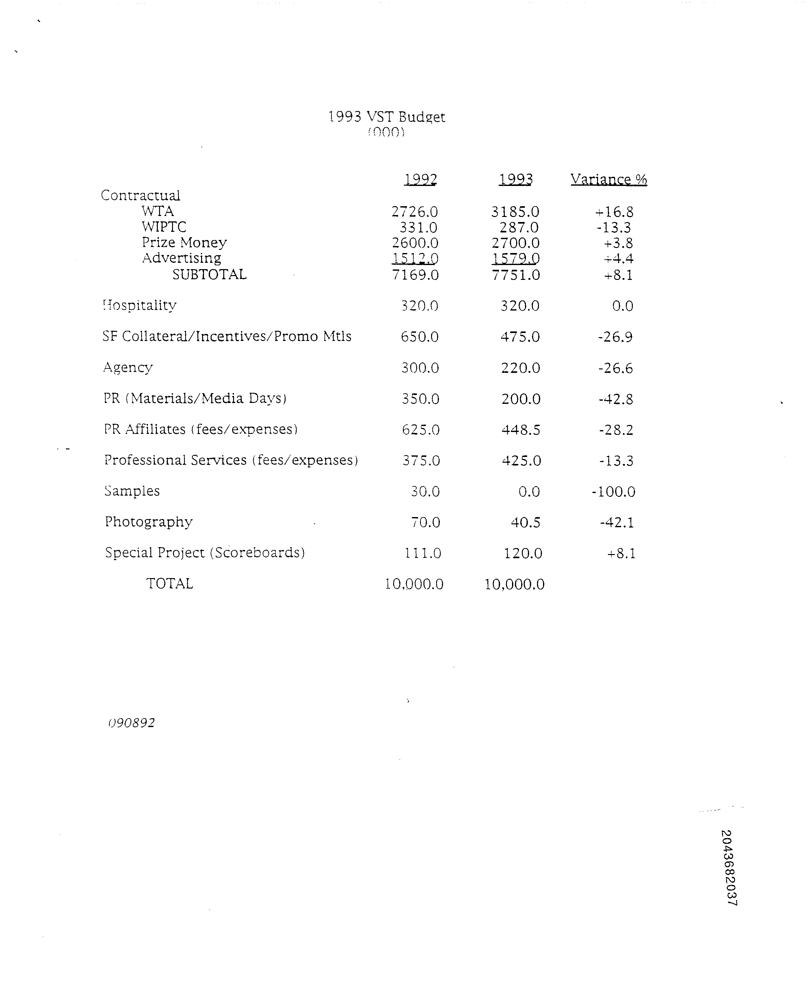 1993 VST Budget
(000)
1992 1993 Variance %
Contractual
WTA 2726.0 3185.0 +16.8
WIPTC 331.0 287.0 -13.3
Prize Money 2600.0 2700.0 +3.8
Advertising 1512.0 1579.0 +4.4
SUBTOTAL 7169.0 7751.0 +8.1
Hospitality 320.0 320.0 0.0
SF Collateral/Incentives/Promo Mtls 650.0 475.0 -26.9
Agency 300.0 220.0 -26.6
PR (Materials/Media Days) 350.0 200.0 -42.8
PR Affiliates (fees/expenses) 625.0 448.5 -28.2
Professional Services (fees/expenses) 375.0 425.0 -13.3
Samples 30.0 0.0 -100.0
Photography 70.0 40.5 -42.1
Special Project (Scoreboards) 111.0 120.0 +8.1
TOTAL 10,000.0 10,000.0
090892
2043682037